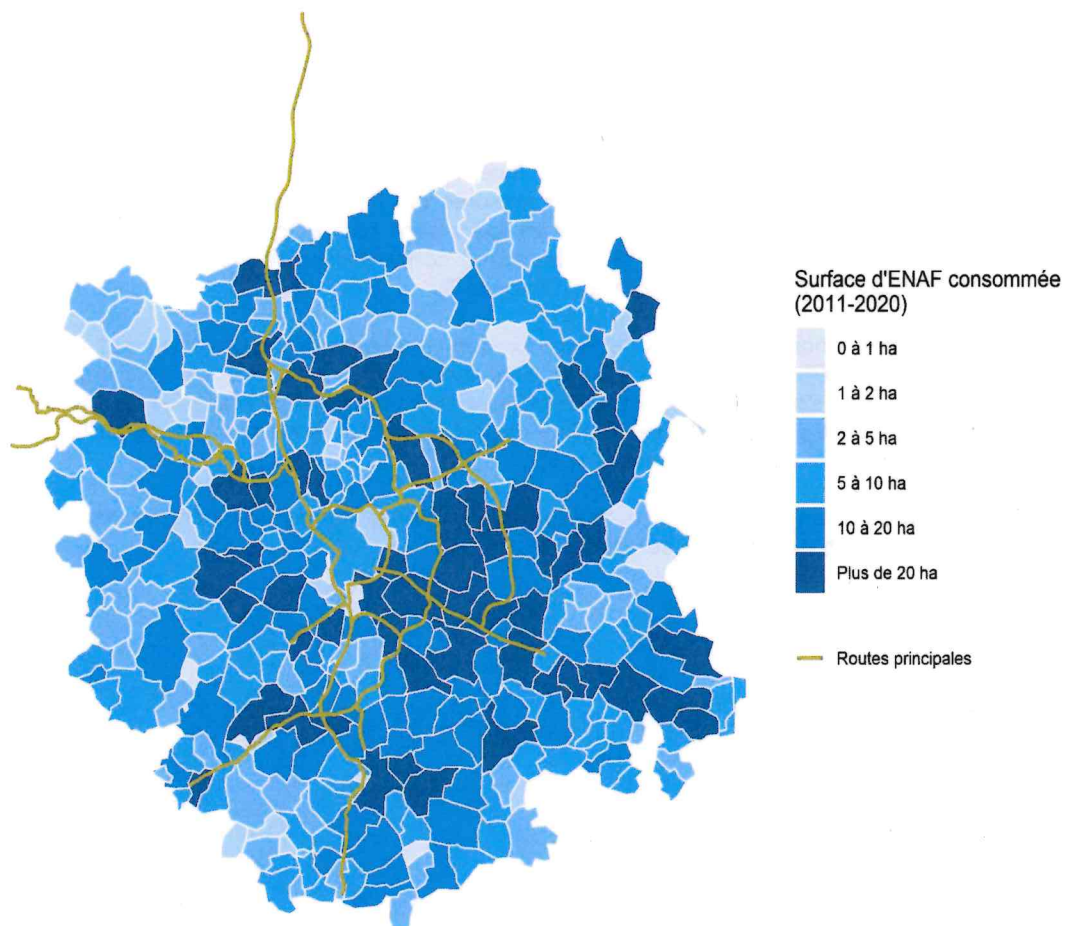 Surface d'ENAF consommée
(2011-2020)
0 à 1 ha
1 à 2 ha
2 à 5 ha
5 à 10 ha
10 à 20 ha
Plus de 20 ha
Routes principales